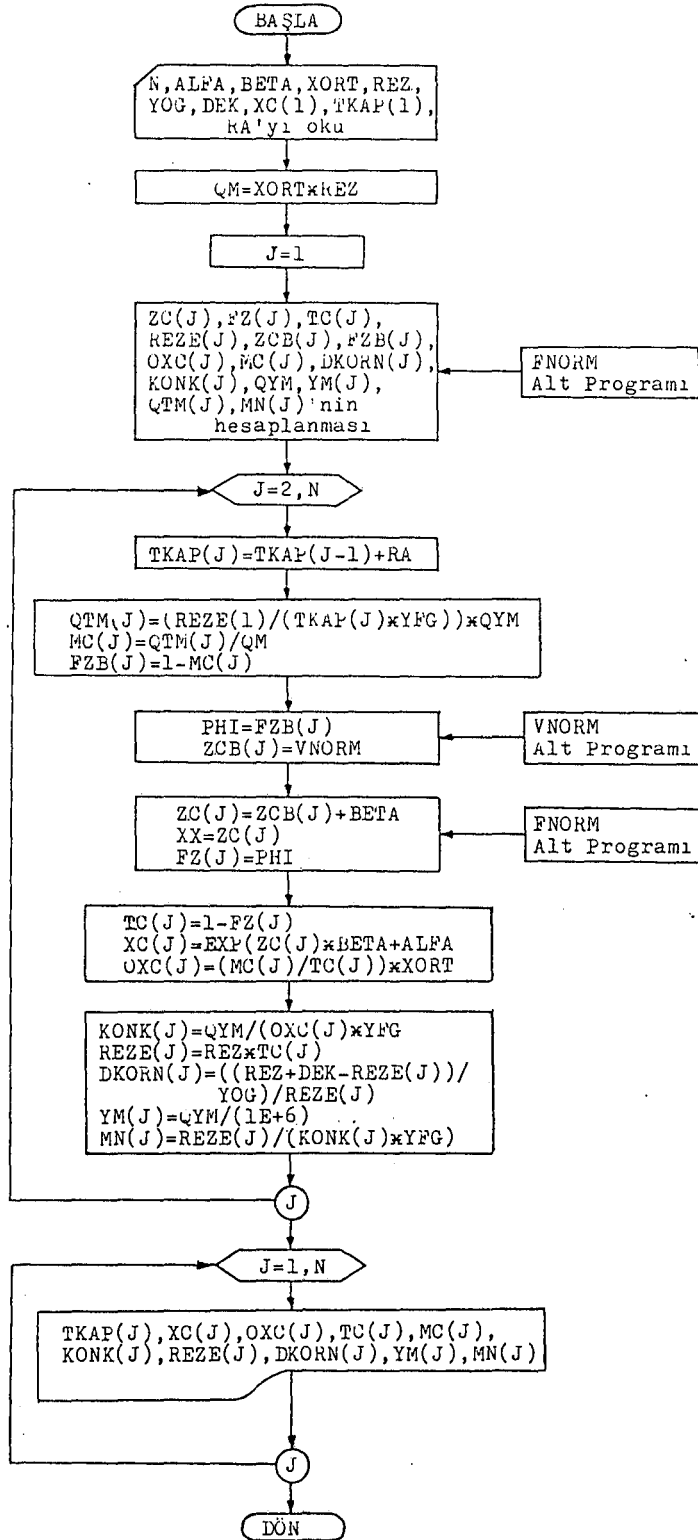 BAŞLA
N,ALFA,BETA,XORT,REZ,
YOG,DEK,XC(1),TKAP(1),
RA'yı oku
QM=XORT*REZ
J=1
ZC(J),FZ(J),TC(J),
REZE(J),ZCB(J),FZB(J),
OXC(J),MC(J),DKORN(J),
KONK(J),QYM,YM(J),
QTM(J),MN(J)'nin
hesaplanması
FNORM
Alt Programı
J=2,N
TKAP(J)=TKAP(J-1)+RA
QTM(J)=(REZE(1)/(TKAP(J)*YFG))*QYM
MC(J)=QTM(J)/QM
FZB(J)=1-MC(J)
PHI=FZB(J)
ZCB(J)=VNORM
VNORM
Alt Programı
ZC(J)=ZCB(J)+BETA
XX=ZC(J)
FZ(J)=PHI
FNORM
Alt Programı
TC(J)=1-FZ(J)
XC(J)=EXP(ZC(J)*BETA+ALFA
OXC(J)=(MC(J)/TC(J))*XORT
KONK(J)=QYM/(OXC(J)*YFG
REZE(J)=REZ*TC(J)
DKORN(J)=((REZ+DEK-REZE(J))/
YOG)/REZE(J)
YM(J)=QYM/(1E+6)
MN(J)=REZE(J)/(KONK(J)*YFG)
J
J=1,N
TKAP(J),XC(J),OXC(J),TC(J),MC(J),
KONK(J),REZE(J),DKORN(J),YM(J),MN(J)
J
DÖN